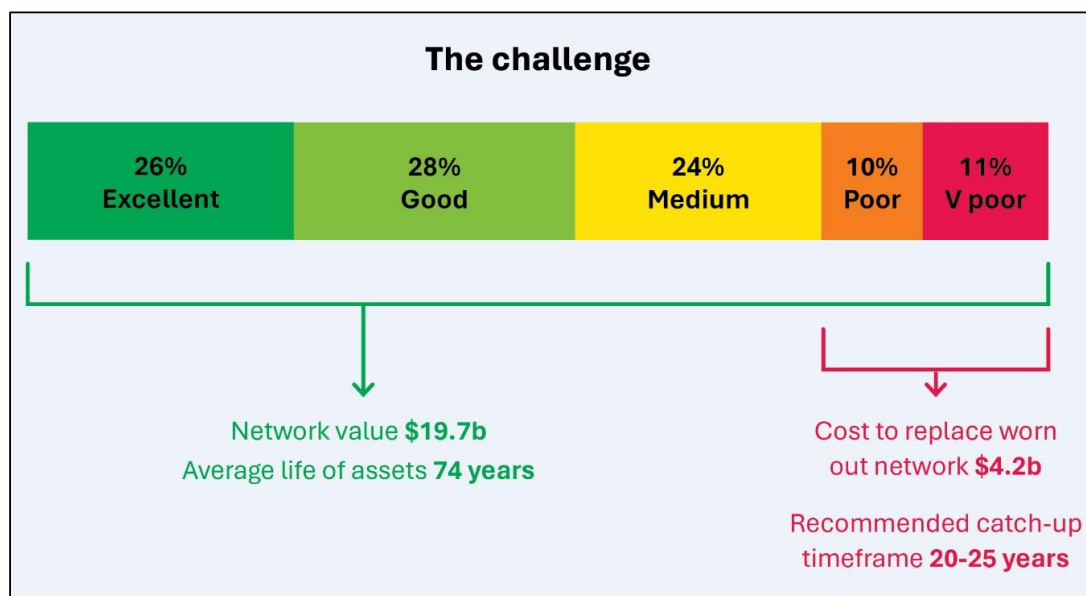 The challenge
26%
Excellent
28%
Good
24%
Medium
10%
Poor
11%
V poor
Network value $19.7b
Average life of assets 74 years
Cost to replace worn
out network $4.2b
Recommended catch-up
timeframe 20-25 years